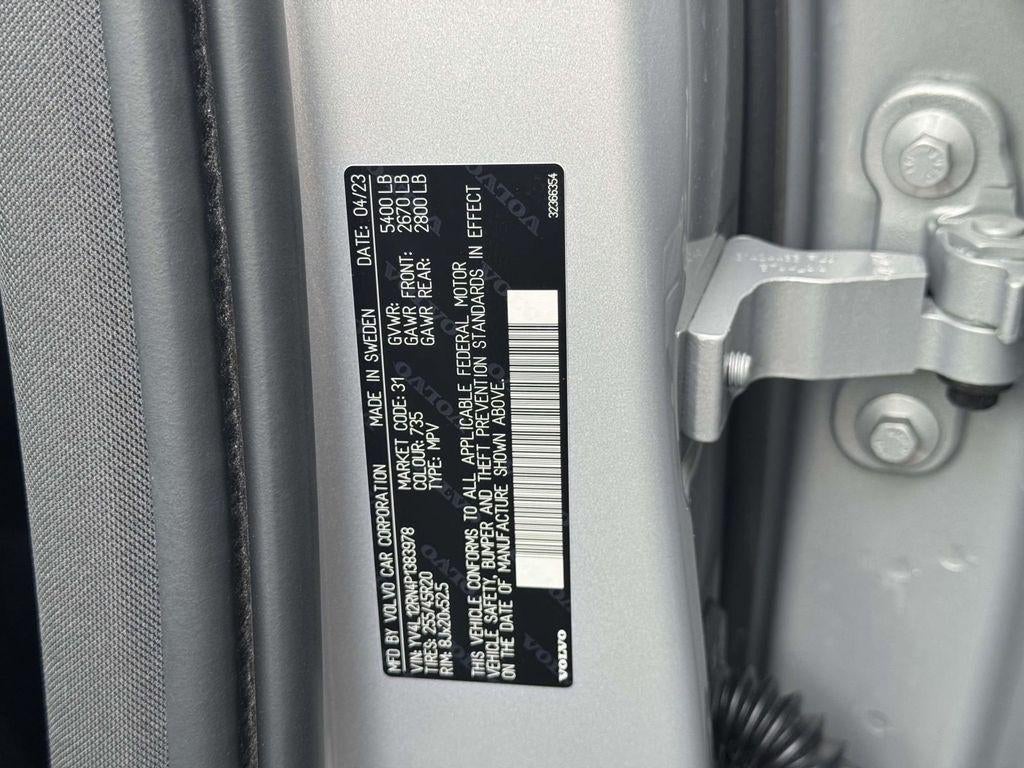 MFD BY VOLVO CAR CORPORATION MADE IN SWEDEN DATE: 04/23
VIN: YV4L12RN4P1383978 MARKET CODE: 31 GVWR: 5400 LB
TIRES: 255/45R20 COLOUR: 735 GAWR FRONT: 2670 LB
RIM: 8Jx20x52.5 TYPE: MPV GAWR REAR: 2800 LB
THIS VEHICLE CONFORMS TO ALL APPLICABLE FEDERAL MOTOR
VEHICLE SAFETY, BUMPER AND THEFT PREVENTION STANDARDS IN EFFECT
ON THE DATE OF MANUFACTURE SHOWN ABOVE.
VOLVO
32366354